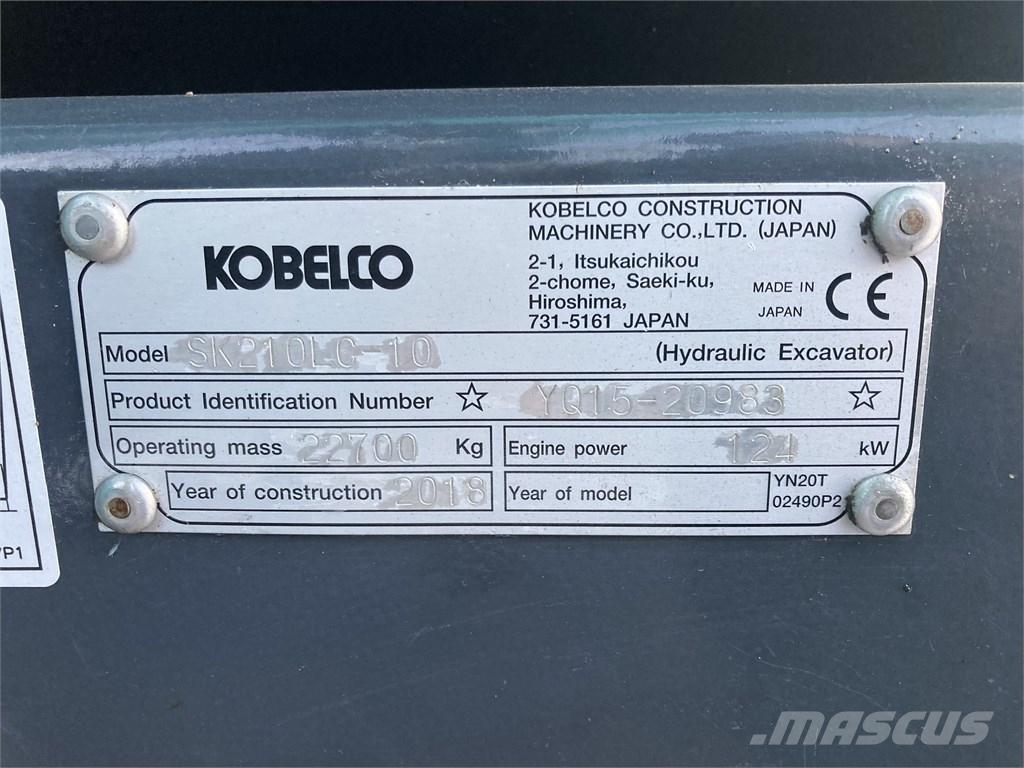 KOBELCO
KOBELCO CONSTRUCTION
MACHINERY CO.,LTD. (JAPAN)
2-1, Itsukaichikou
2-chome, Saeki-ku,
Hiroshima,
731-5161 JAPAN
MADE IN
JAPAN
CE
Model SK210LC-10 (Hydraulic Excavator)
Product Identification Number ☆ YQ15-20983 ☆
Operating mass 22700 Kg
Engine power 124 kW
Year of construction 2018
Year of model
YN20T
02490P2
P1
MASCUS